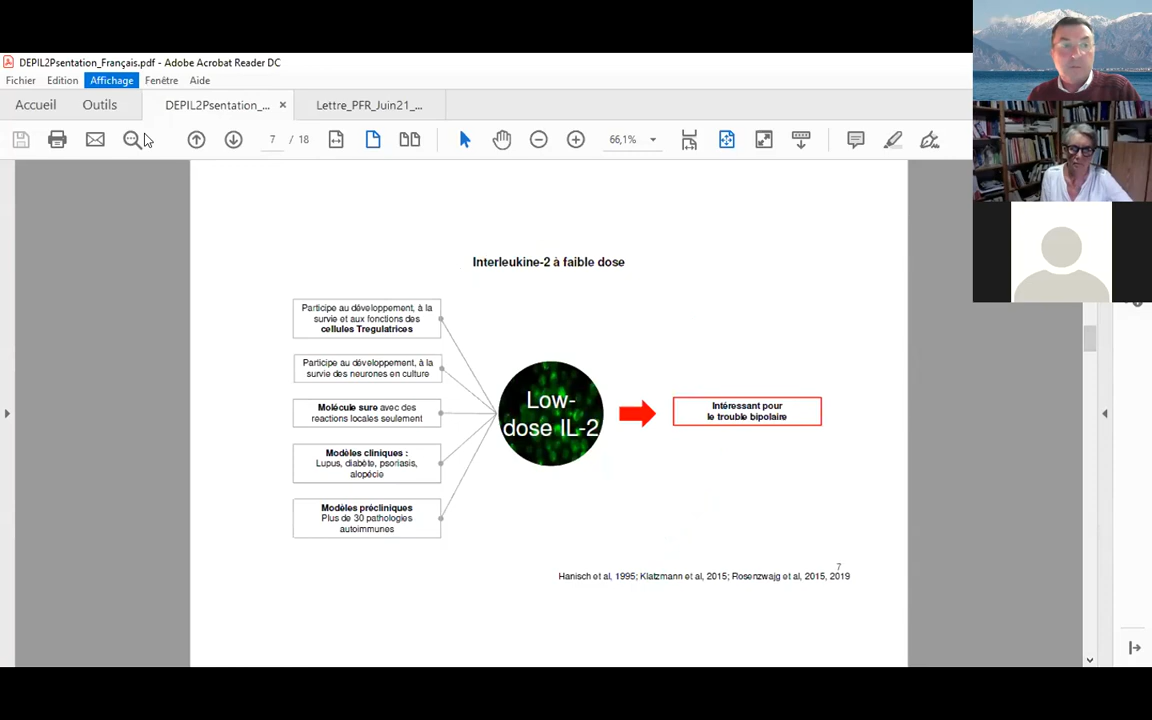 DEPIL2Psentation_Français.pdf - Adobe Acrobat Reader DC
Fichier Edition Affichage Fenêtre Aide
Accueil Outils DEPIL2Psentation_... × Lettre_PFR_Juin21_...
7 / 18 66,1%
Interleukine-2 à faible dose
Participe au développement, à la
survie et aux fonctions des
cellules Tregulatrices
Participe au développement, à la
survie des neurones en culture
Molécule sure avec des
reactions locales seulement
Modèles cliniques :
Lupus, diabète, psoriasis,
alopécie
Modèles précliniques
Plus de 30 pathologies
autoimmunes
Low-
dose IL-2
Intéressant pour
le trouble bipolaire
7
Hanisch et al, 1995; Klatzmann et al, 2015; Rosenzwajg et al, 2015, 2019